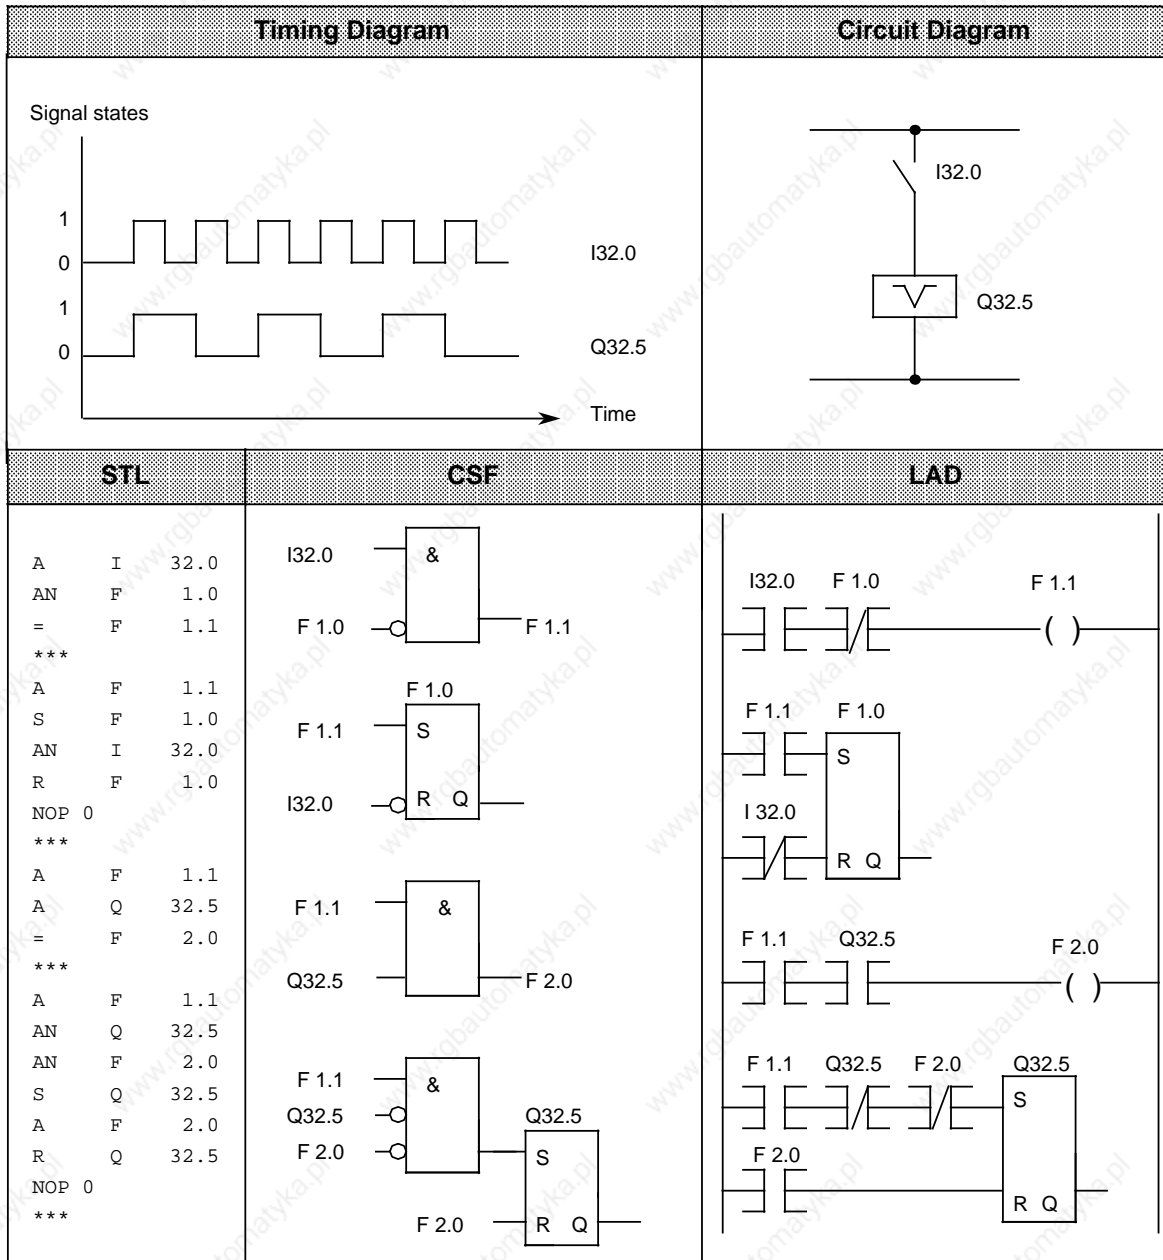 Timing Diagram
Circuit Diagram
Signal states
1
0
I32.0
1
0
Q32.5
Time
I32.0
Q32.5
STL
CSF
LAD
A I 32.0
AN F 1.0
= F 1.1
***
A F 1.1
S F 1.0
AN I 32.0
R F 1.0
NOP 0
***
A F 1.1
A Q 32.5
= F 2.0
***
A F 1.1
AN Q 32.5
AN F 2.0
S Q 32.5
A F 2.0
R Q 32.5
NOP 0
***
I32.0 &
F 1.0 F 1.1
F 1.0
F 1.1 S
I32.0 R Q
F 1.1 &
Q32.5 F 2.0
F 1.1 &
Q32.5 Q32.5
F 2.0 S
F 2.0 R Q
I32.0 F 1.0 F 1.1
( )
F 1.1 F 1.0
S
I 32.0
R Q
F 1.1 Q32.5 F 2.0
( )
F 1.1 Q32.5 F 2.0 Q32.5
S
F 2.0
R Q
www.rgbautomatyka.pl